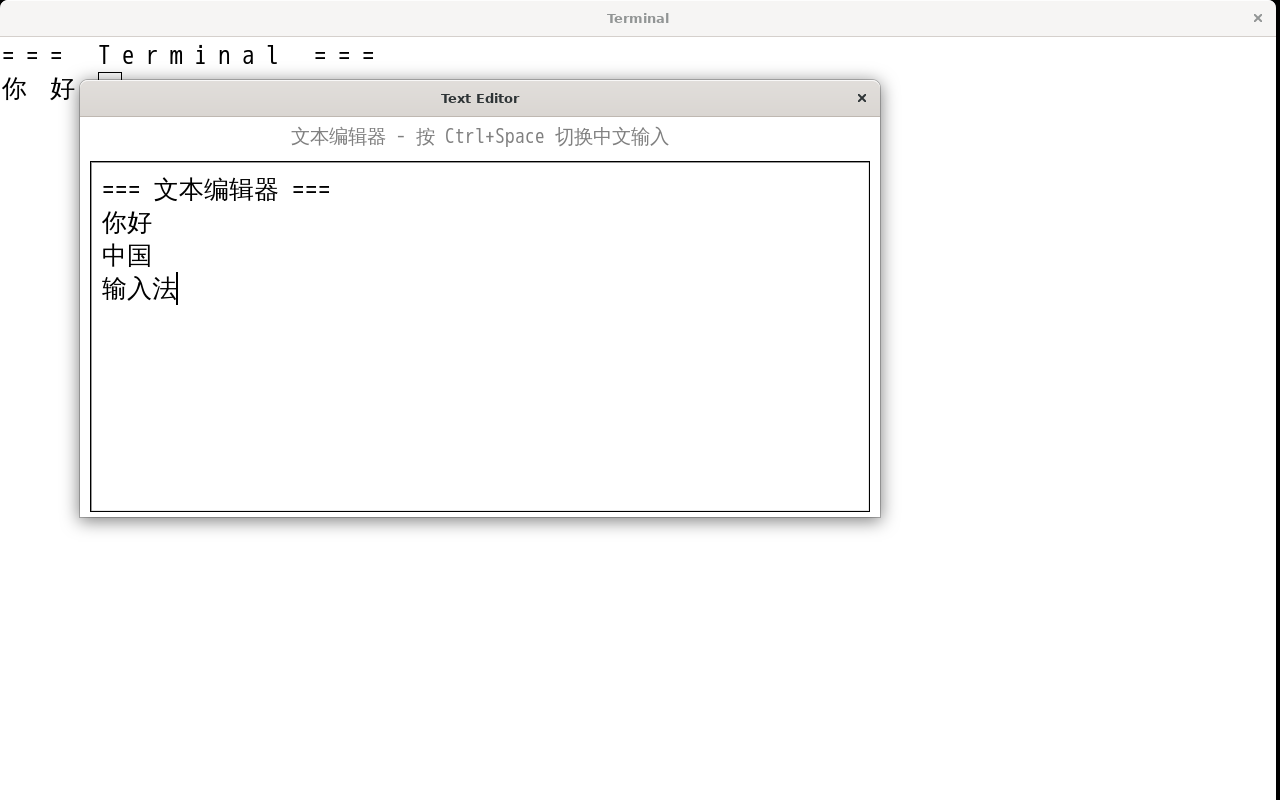 Terminal
=== Terminal ===
你好
Text Editor
文本编辑器 - 按 Ctrl+Space 切换中文输入
=== 文本编辑器 ===
你好
中国
输入法